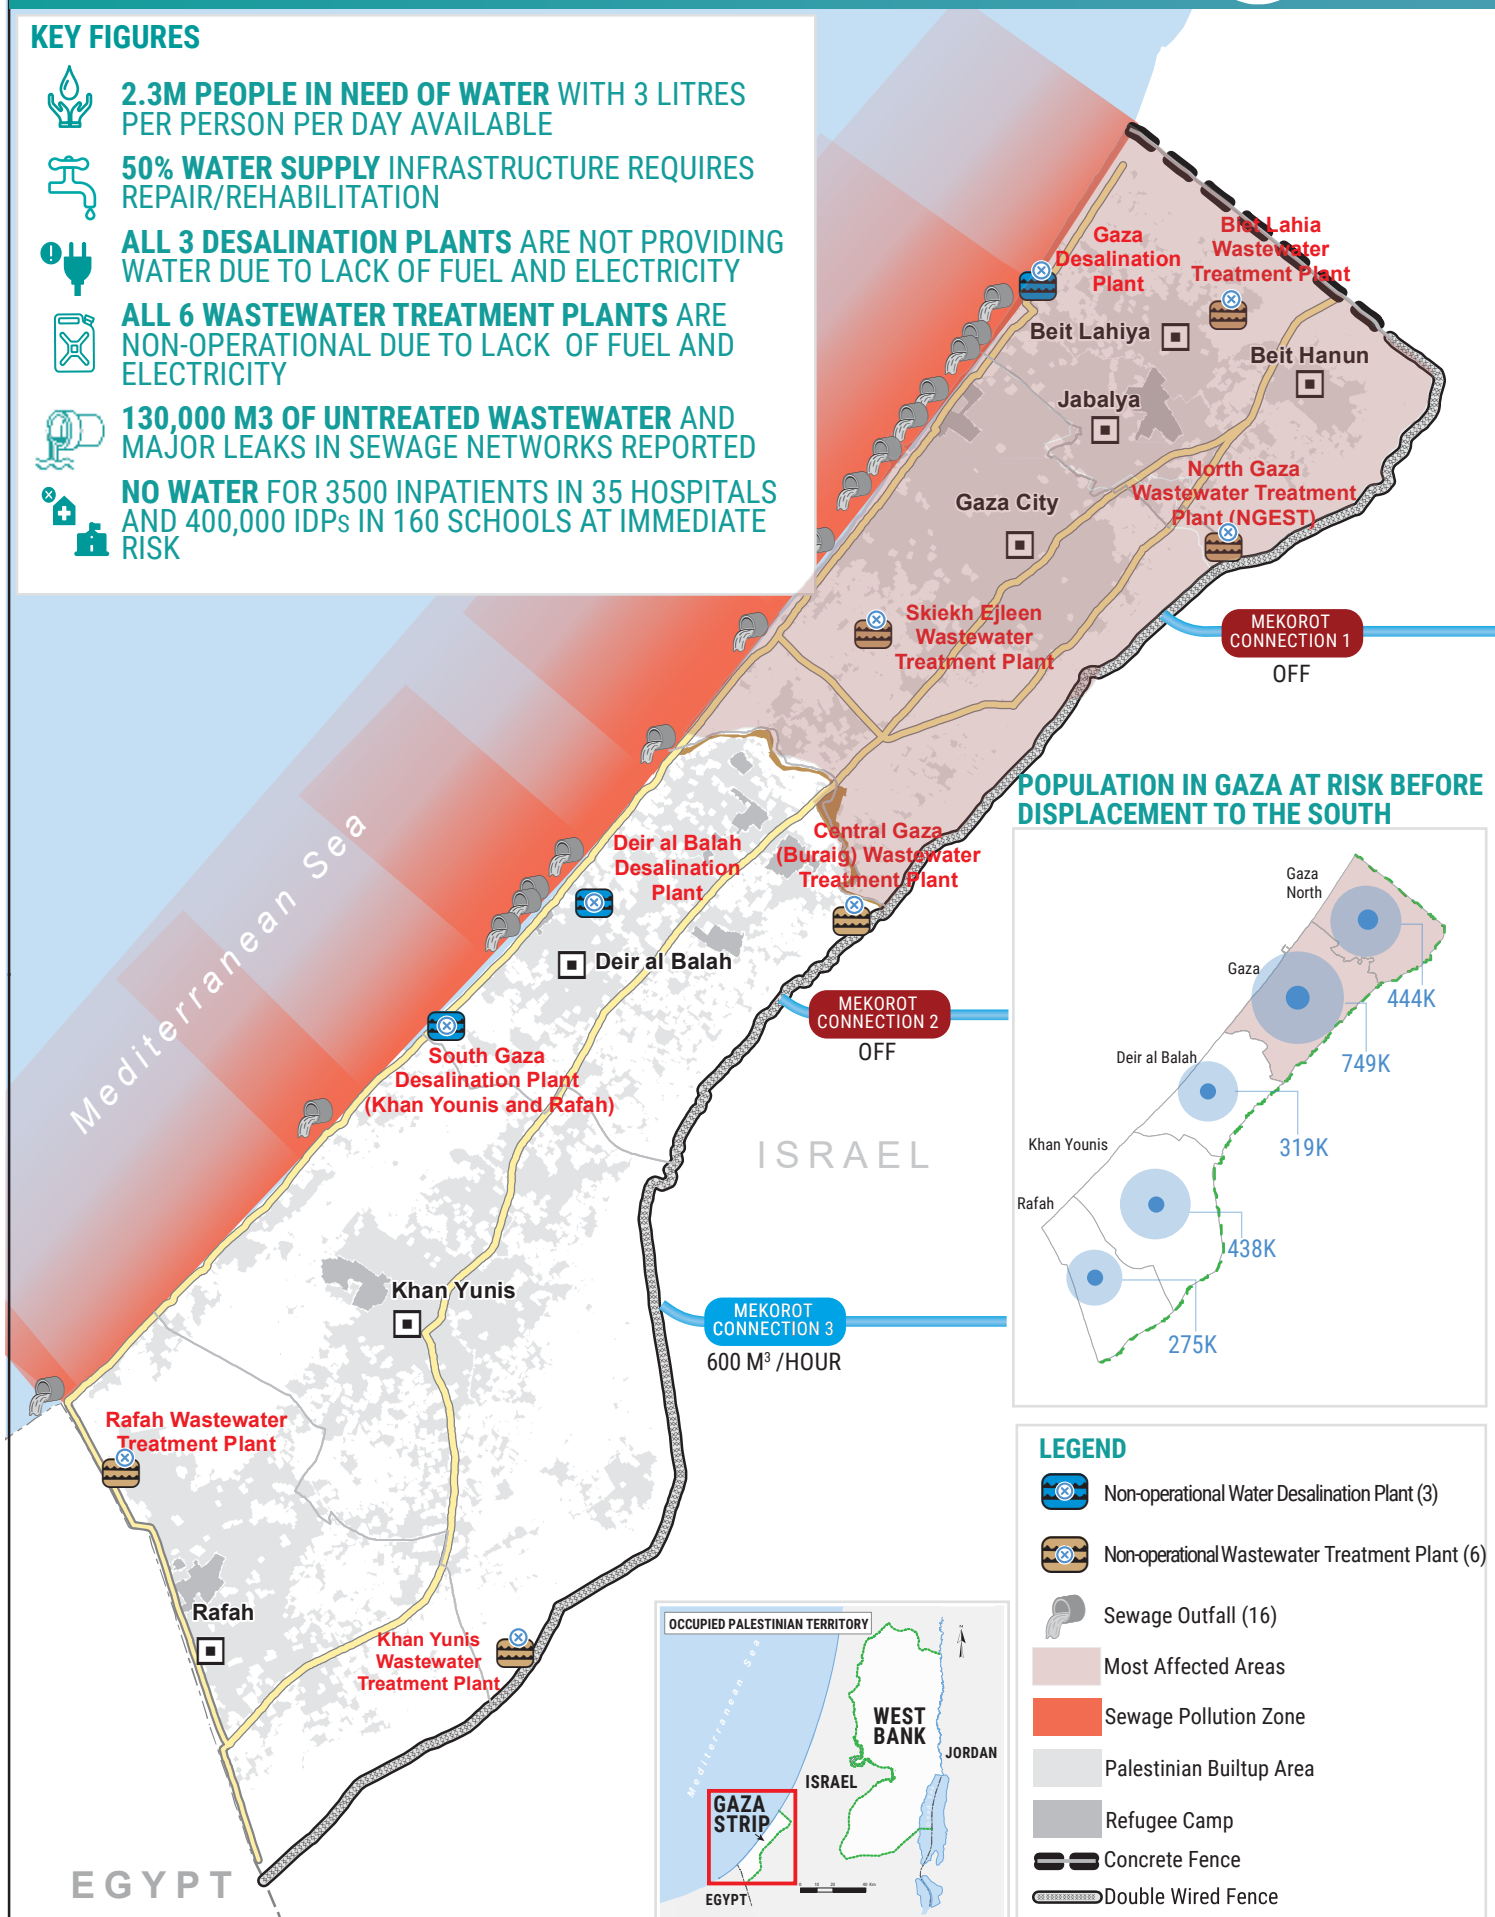 KEY FIGURES
2.3M PEOPLE IN NEED OF WATER WITH 3 LITRES
PER PERSON PER DAY AVAILABLE
50% WATER SUPPLY INFRASTRUCTURE REQUIRES
REPAIR/REHABILITATION
ALL 3 DESALINATION PLANTS ARE NOT PROVIDING
WATER DUE TO LACK OF FUEL AND ELECTRICITY
ALL 6 WASTEWATER TREATMENT PLANTS ARE
NON-OPERATIONAL DUE TO LACK OF FUEL AND
ELECTRICITY
130,000 M3 OF UNTREATED WASTEWATER AND
MAJOR LEAKS IN SEWAGE NETWORKS REPORTED
NO WATER FOR 3500 INPATIENTS IN 35 HOSPITALS
AND 400,000 IDPs IN 160 SCHOOLS AT IMMEDIATE
RISK
Gaza
Desalination
Plant
Biet Lahia
Wastewater
Treatment Plant
Beit Lahiya
Beit Hanun
Jabalya
North Gaza
Wastewater Treatment
Plant (NGEST)
Gaza City
Skiekh Ejleen
Wastewater
Treatment Plant
MEKOROT
CONNECTION 1
OFF
Mediterranean Sea
Deir al Balah
Desalination
Plant
Central Gaza
(Buraig) Wastewater
Treatment Plant
Deir al Balah
MEKOROT
CONNECTION 2
OFF
South Gaza
Desalination Plant
(Khan Younis and Rafah)
ISRAEL
Khan Yunis
MEKOROT
CONNECTION 3
600 M³ /HOUR
Rafah Wastewater
Treatment Plant
Rafah
Khan Yunis
Wastewater
Treatment Plant
EGYPT
POPULATION IN GAZA AT RISK BEFORE
DISPLACEMENT TO THE SOUTH
Gaza
North
Gaza
444K
749K
Deir al Balah
319K
Khan Younis
Rafah
438K
275K
OCCUPIED PALESTINIAN TERRITORY
N
Mediterranean Sea
WEST
BANK
JORDAN
ISRAEL
GAZA
STRIP
EGYPT
0 10 20 40 Km
LEGEND
Non-operational Water Desalination Plant (3)
Non-operational Wastewater Treatment Plant (6)
Sewage Outfall (16)
Most Affected Areas
Sewage Pollution Zone
Palestinian Builtup Area
Refugee Camp
Concrete Fence
Double Wired Fence